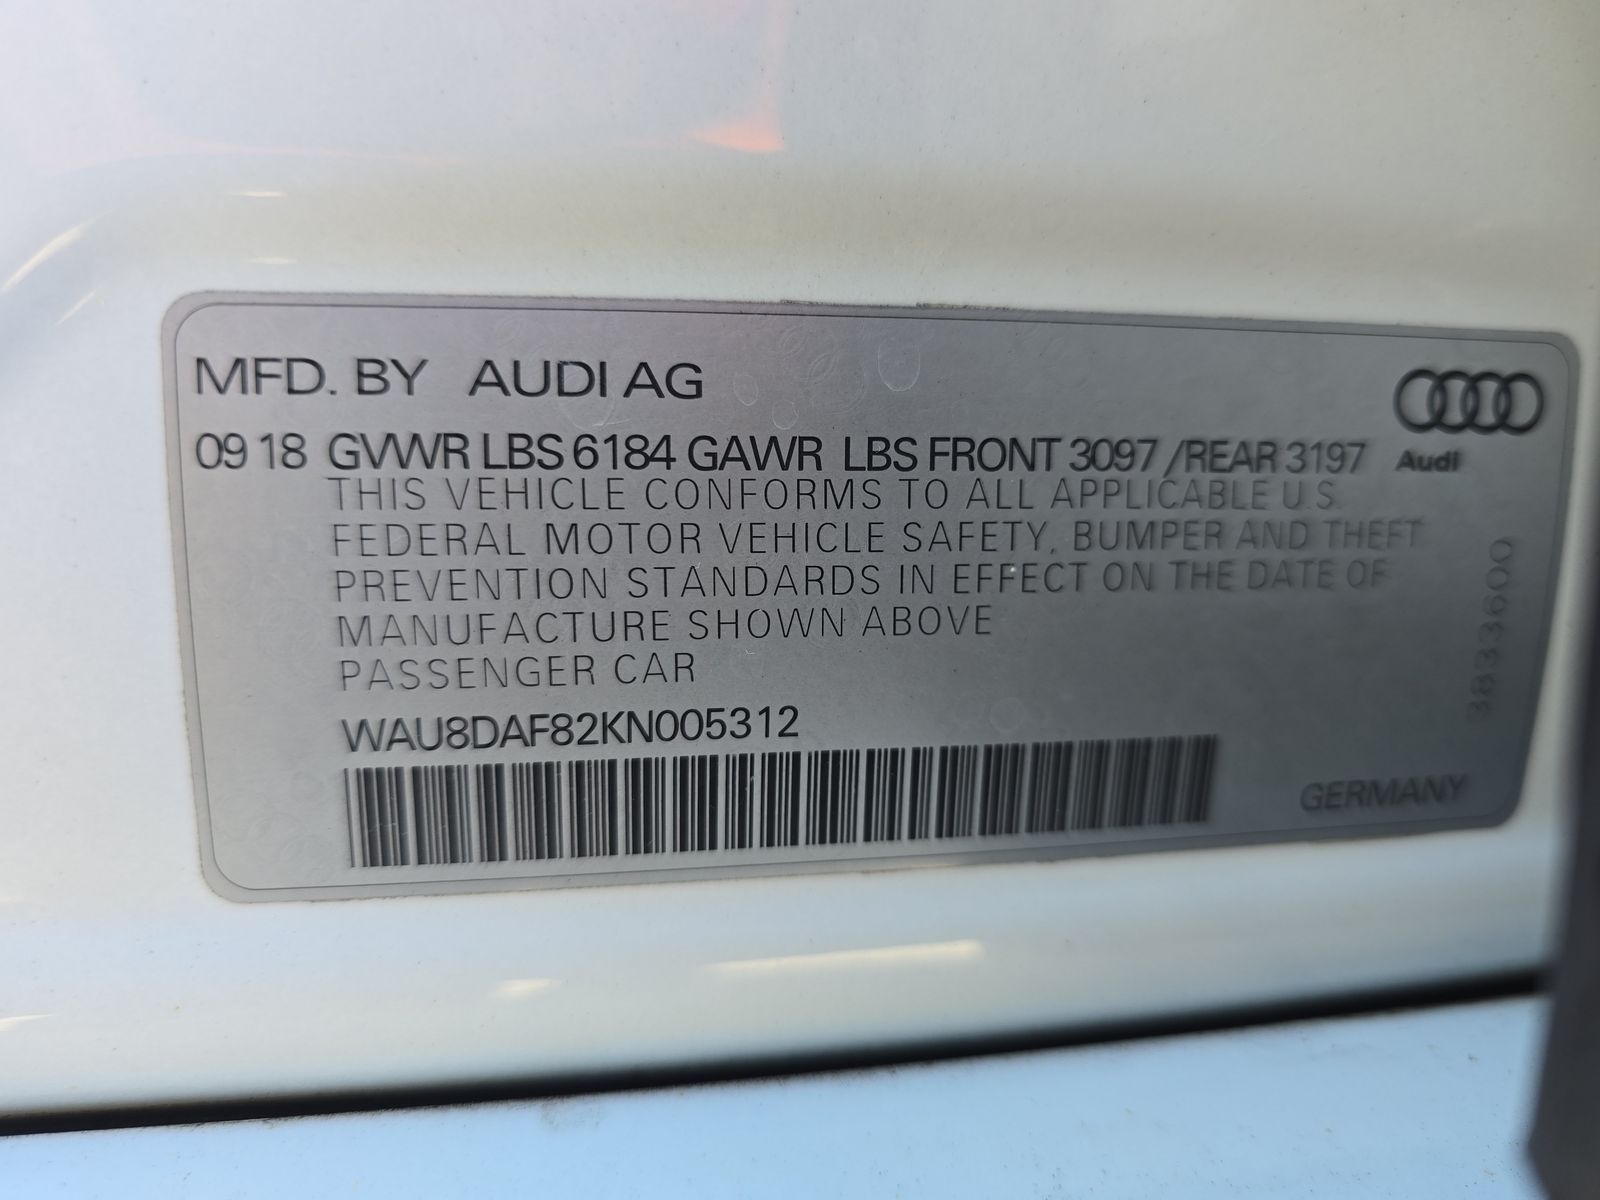 MFD. BY AUDI AG
09 18 GVWR LBS 6184 GAWR LBS FRONT 3097 /REAR 3197
Audi
THIS VEHICLE CONFORMS TO ALL APPLICABLE U.S.
FEDERAL MOTOR VEHICLE SAFETY, BUMPER AND THEFT
PREVENTION STANDARDS IN EFFECT ON THE DATE OF
MANUFACTURE SHOWN ABOVE
PASSENGER CAR
WAU8DAF82KN005312
3833600
GERMANY